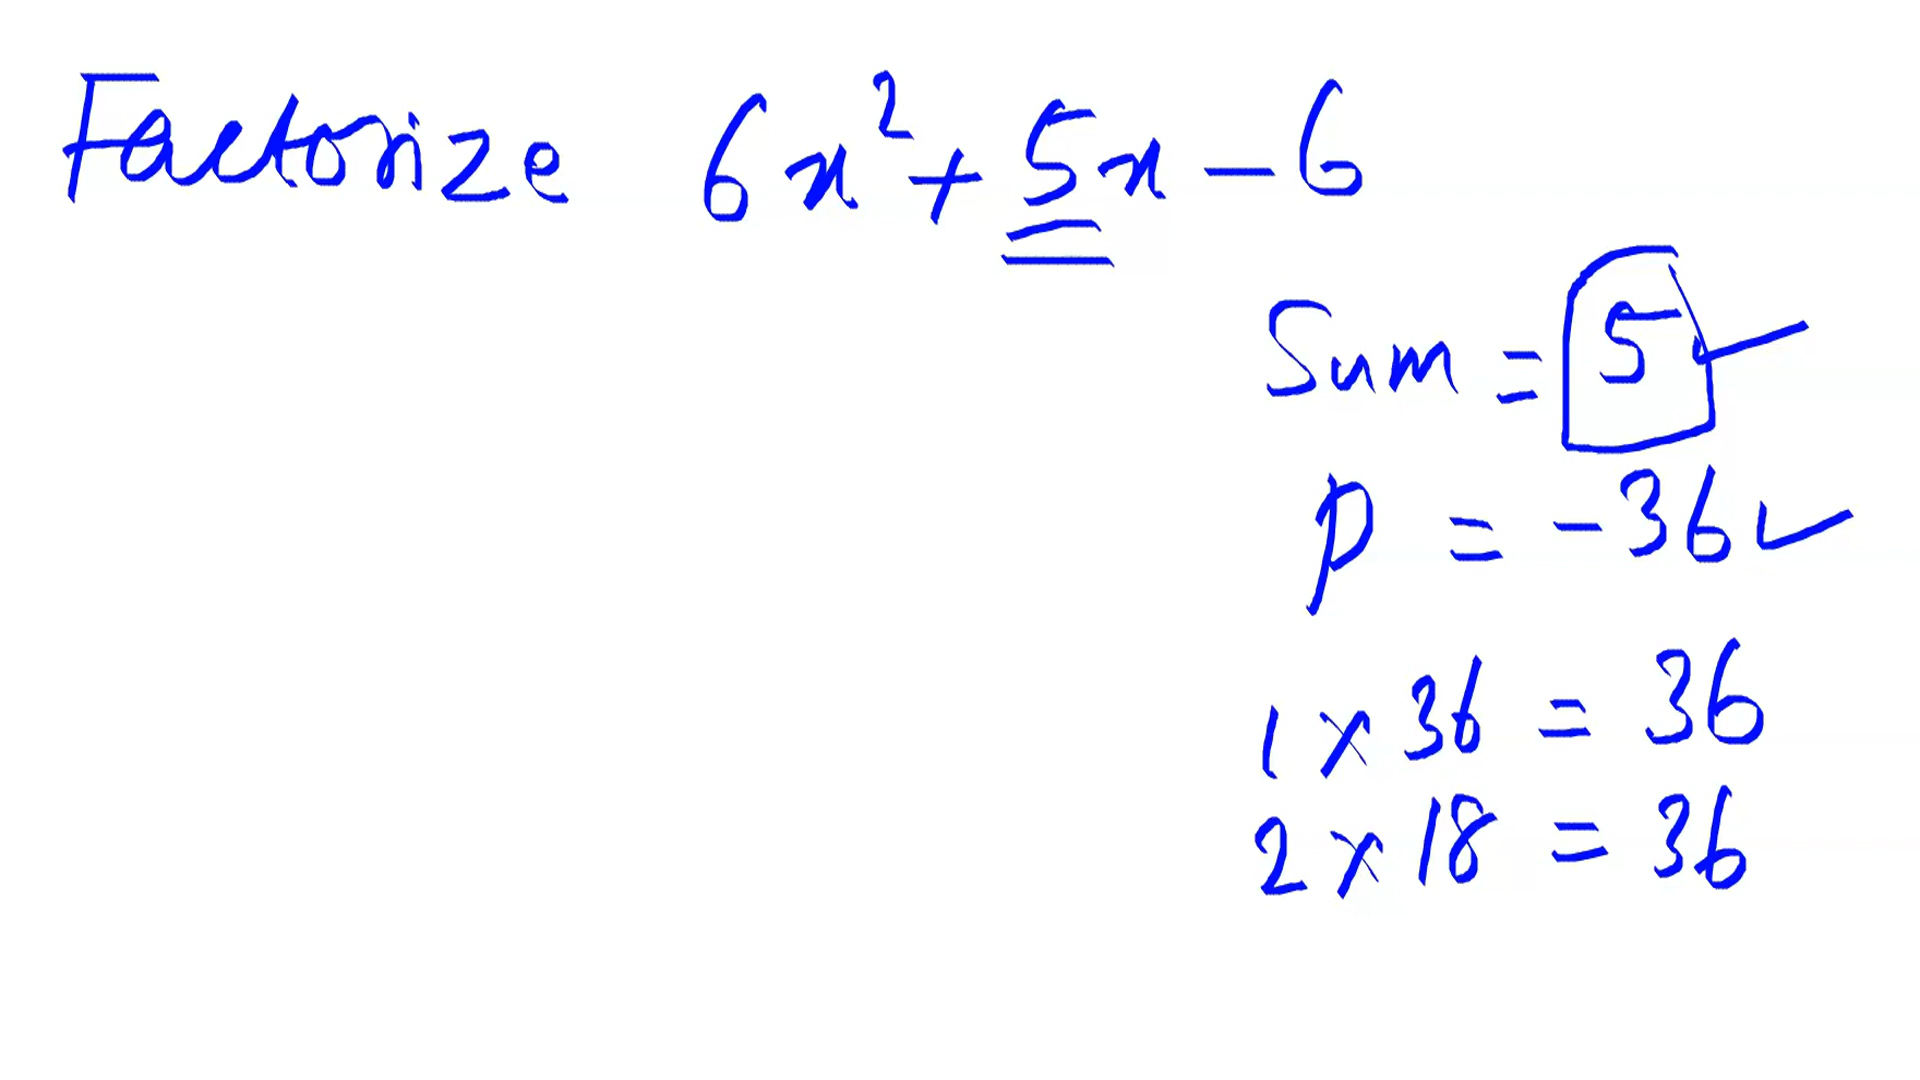 Factorize 6x²+5x-6
Sum = 5
P = -36
1 × 36 = 36
2 × 18 = 36